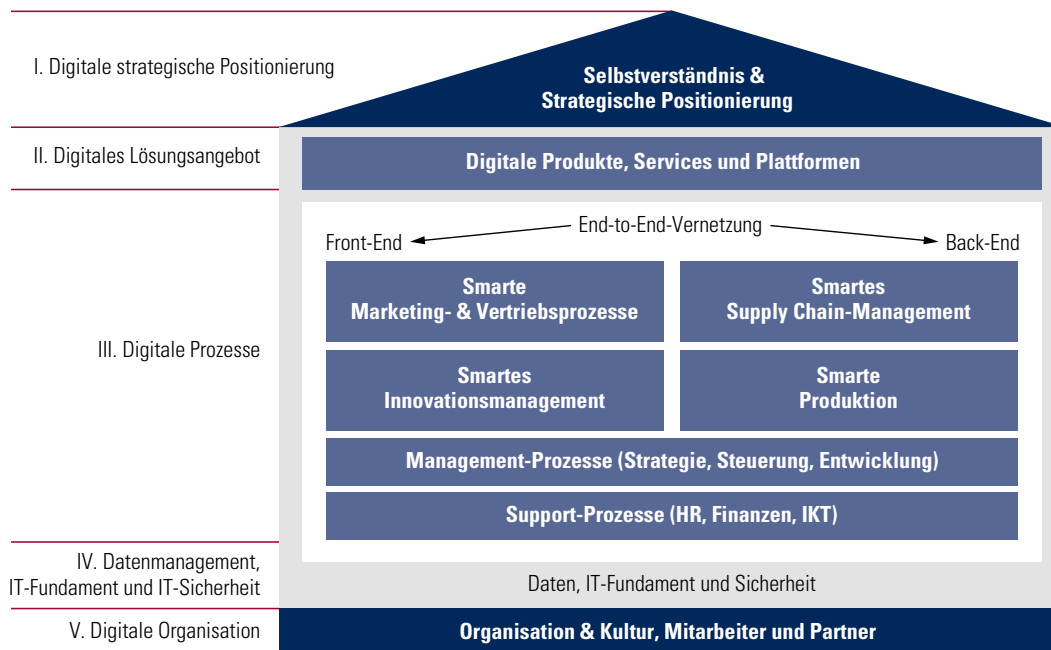 I. Digitale strategische Positionierung
Selbstverständnis &
Strategische Positionierung
II. Digitales Lösungsangebot
Digitale Produkte, Services und Plattformen
End-to-End-Vernetzung
Front-End
Back-End
Smarte
Marketing- & Vertriebsprozesse
Smartes
Supply Chain-Management
III. Digitale Prozesse
Smartes
Innovationsmanagement
Smarte
Produktion
Management-Prozesse (Strategie, Steuerung, Entwicklung)
Support-Prozesse (HR, Finanzen, IKT)
IV. Datenmanagement,
IT-Fundament und IT-Sicherheit
Daten, IT-Fundament und Sicherheit
V. Digitale Organisation
Organisation & Kultur, Mitarbeiter und Partner